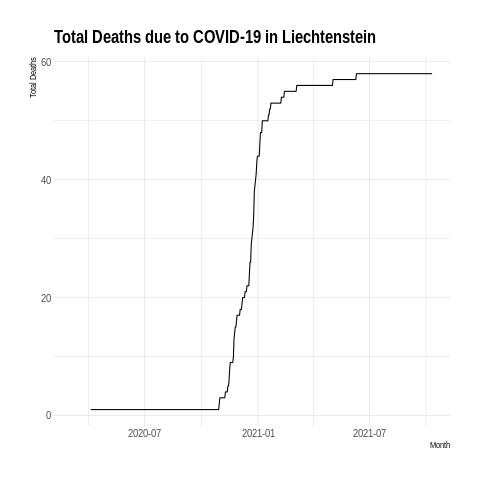 Total Deaths due to COVID-19 in Liechtenstein
Total Deaths
60
40
20
0
2020-07
2021-01
2021-07
Month